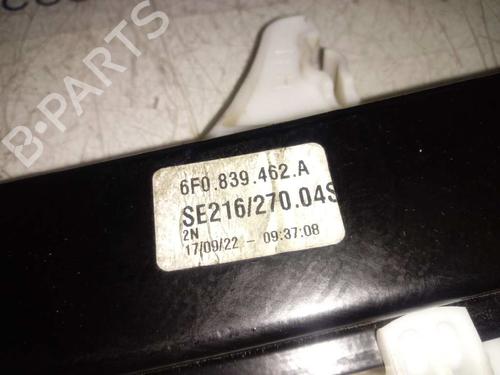 B-PARTS
6F0.839.462.A
SE216/270.04S
2N
17/09/22 - 09:37:08